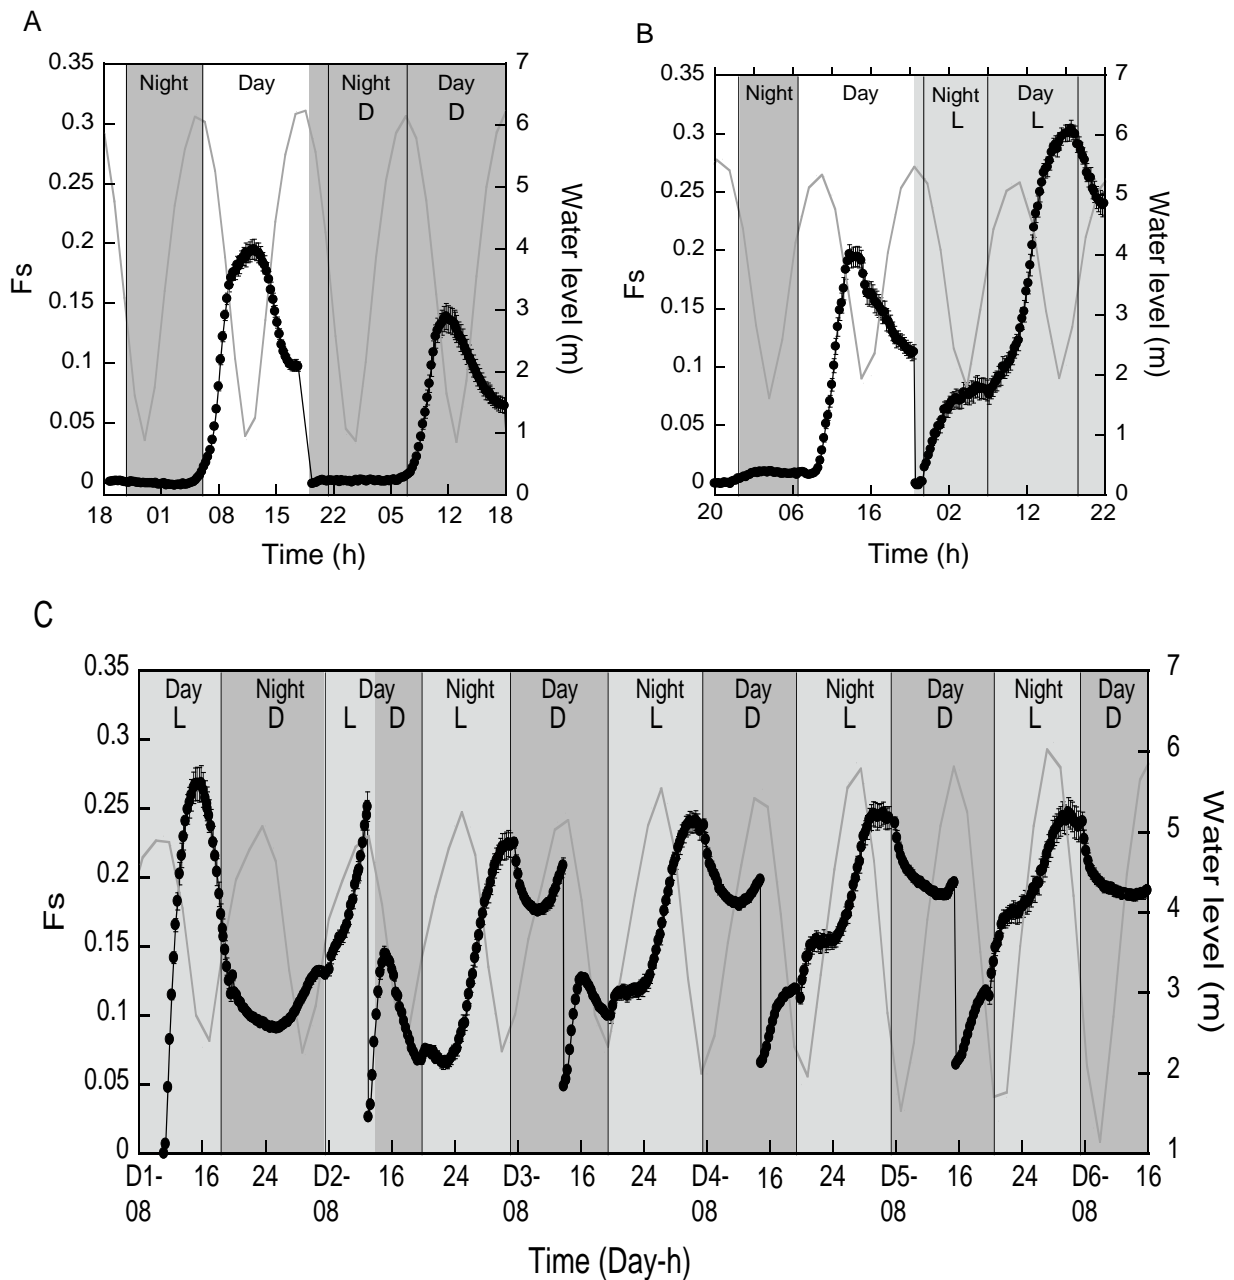 A
B
0.35
0.3
0.25
0.2
0.15
0.1
0.05
0
Fs
Night
Day
Night
D
Day
D
7
6
5
4
3
2
1
0
Water level (m)
18 01 08 15 22 05 12 18
Time (h)
0.35
0.3
0.25
0.2
0.15
0.1
0.05
0
Fs
Night
Day
Night
L
Day
L
7
6
5
4
3
2
1
0
Water level (m)
20 06 16 02 12 22
Time (h)
C
0.35
0.3
0.25
0.2
0.15
0.1
0.05
0
Fs
Day Night Day Night Day Night Day Night Day Night Day
L D L D L D L D L D L D
7
6
5
4
3
2
1
Water level (m)
D1- 16 24 D2- 16 24 D3- 16 24 D4- 16 24 D5- 16 24 D6- 16
08 08 08 08 08 08
Time (Day-h)